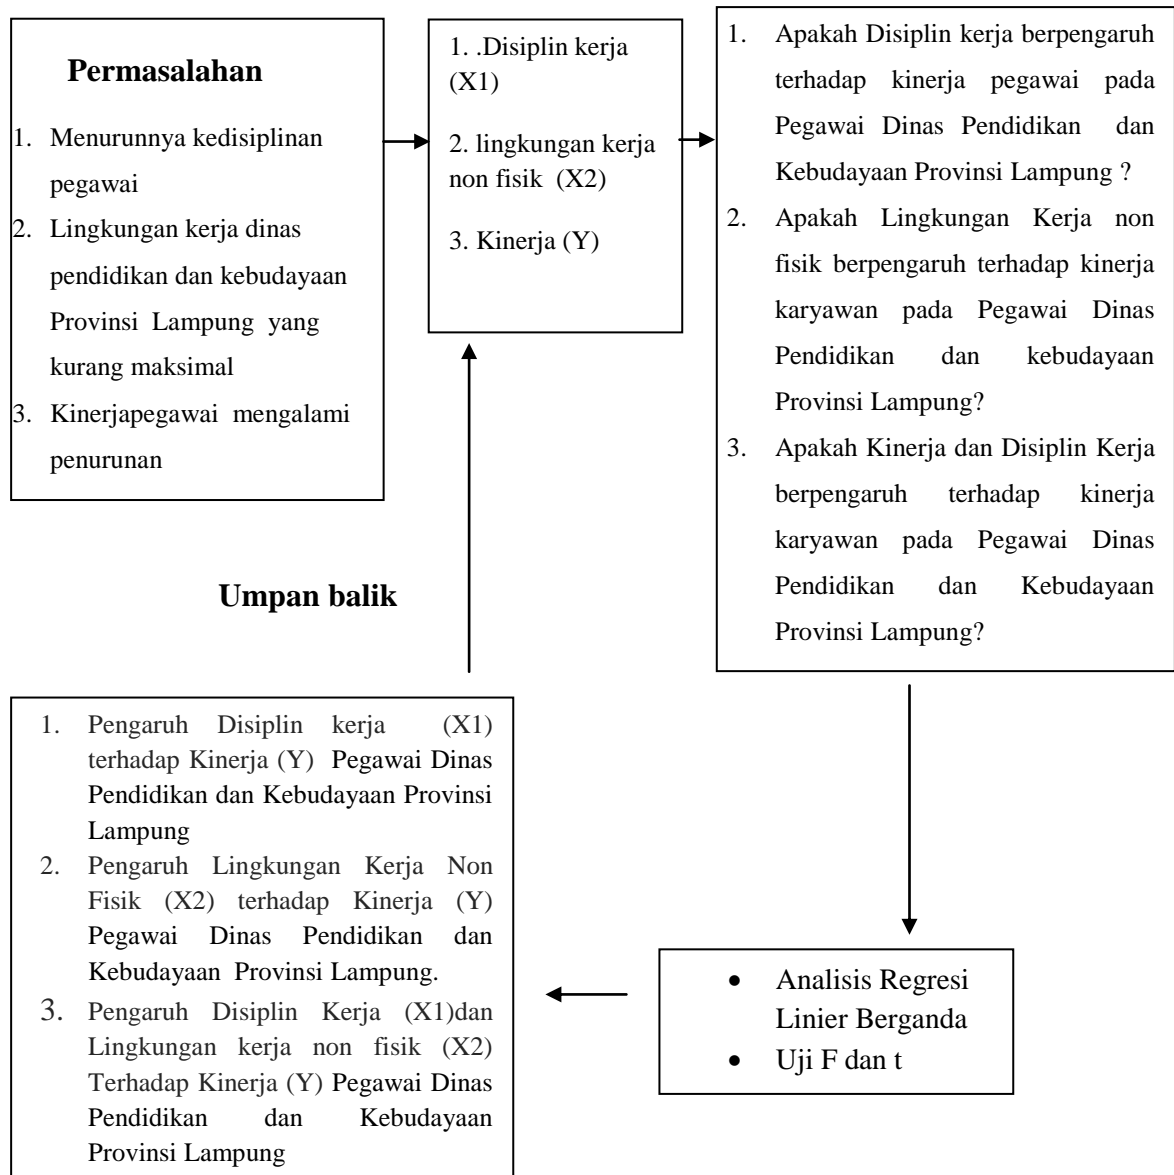 Permasalahan
1. Menurunnya kedisiplinan
pegawai
2. Lingkungan kerja dinas
pendidikan dan kebudayaan
Provinsi Lampung yang
kurang maksimal
3. Kinerjapegawai mengalami
penurunan
1. .Disiplin kerja
(X1)
2. lingkungan kerja
non fisik (X2)
3. Kinerja (Y)
1. Apakah Disiplin kerja berpengaruh
terhadap kinerja pegawai pada
Pegawai Dinas Pendidikan dan
Kebudayaan Provinsi Lampung ?
2. Apakah Lingkungan Kerja non
fisik berpengaruh terhadap kinerja
karyawan pada Pegawai Dinas
Pendidikan dan kebudayaan
Provinsi Lampung?
3. Apakah Kinerja dan Disiplin Kerja
berpengaruh terhadap kinerja
karyawan pada Pegawai Dinas
Pendidikan dan Kebudayaan
Provinsi Lampung?
Umpan balik
1. Pengaruh Disiplin kerja (X1)
terhadap Kinerja (Y) Pegawai Dinas
Pendidikan dan Kebudayaan Provinsi
Lampung
2. Pengaruh Lingkungan Kerja Non
Fisik (X2) terhadap Kinerja (Y)
Pegawai Dinas Pendidikan dan
Kebudayaan Provinsi Lampung.
3. Pengaruh Disiplin Kerja (X1)dan
Lingkungan kerja non fisik (X2)
Terhadap Kinerja (Y) Pegawai Dinas
Pendidikan dan Kebudayaan
Provinsi Lampung
• Analisis Regresi
Linier Berganda
• Uji F dan t